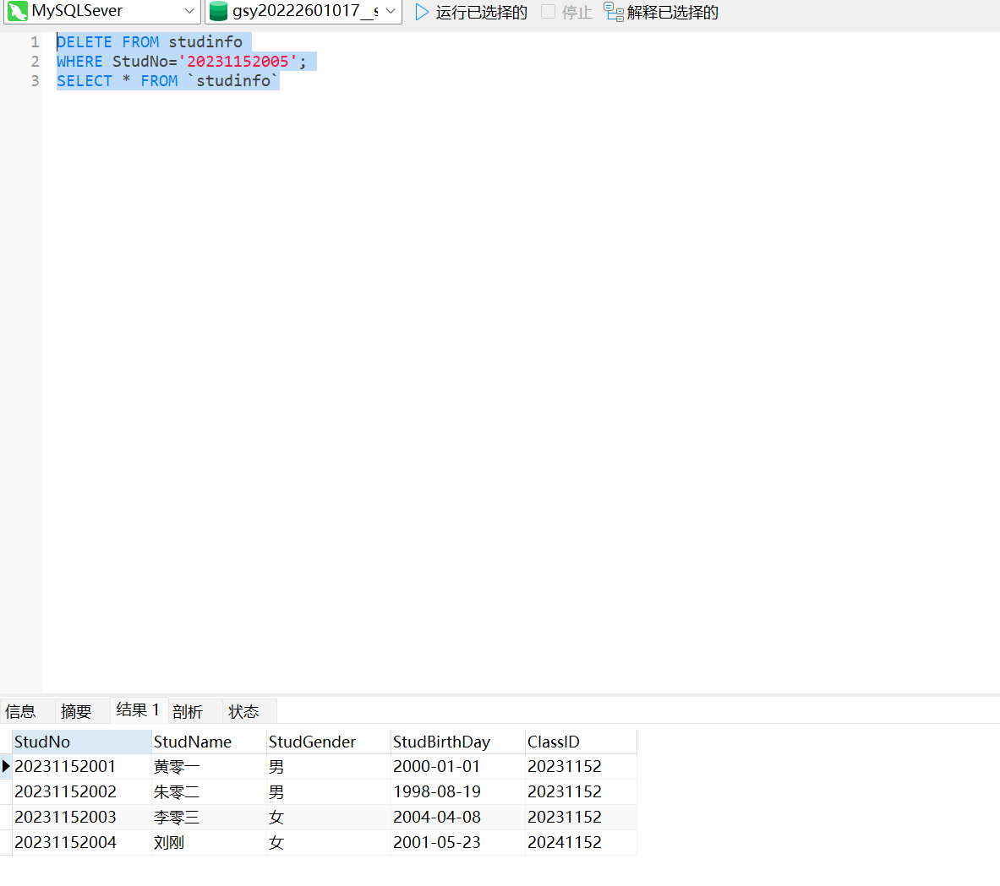 MySQLSever gsy20222601017__s 运行已选择的 停止 解释已选择的
1 DELETE FROM studinfo
2 WHERE StudNo='20231152005';
3 SELECT * FROM `studinfo`
信息 摘要 结果 1 剖析 状态
StudNo StudName StudGender StudBirthDay ClassID
20231152001 黄零一 男 2000-01-01 20231152
20231152002 朱零二 男 1998-08-19 20231152
20231152003 李零三 女 2004-04-08 20231152
20231152004 刘刚 女 2001-05-23 20241152